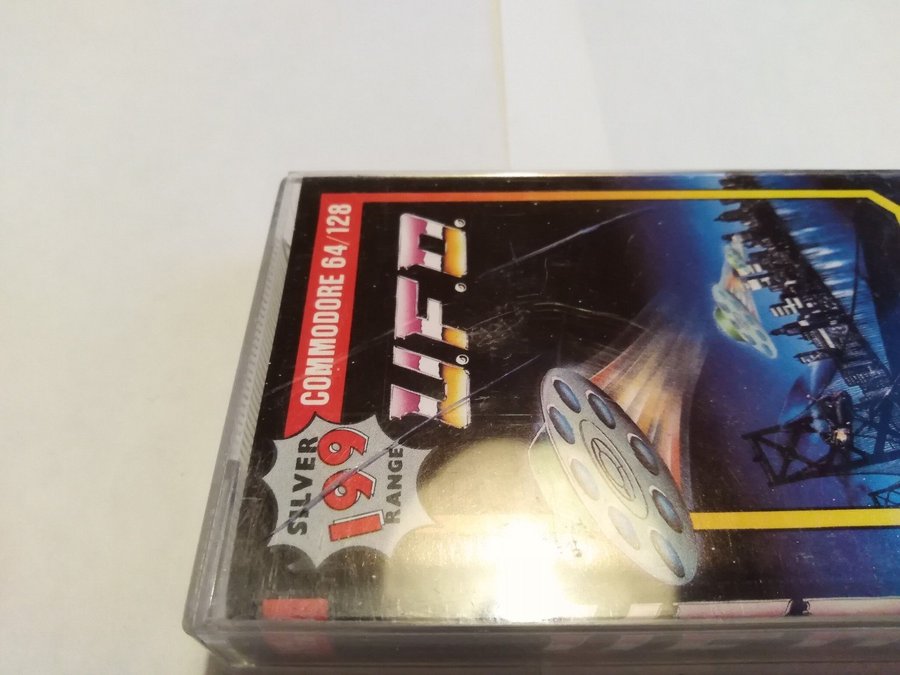 COMMODORE 64/128
U.F.O.
SILVER
199
RANGE